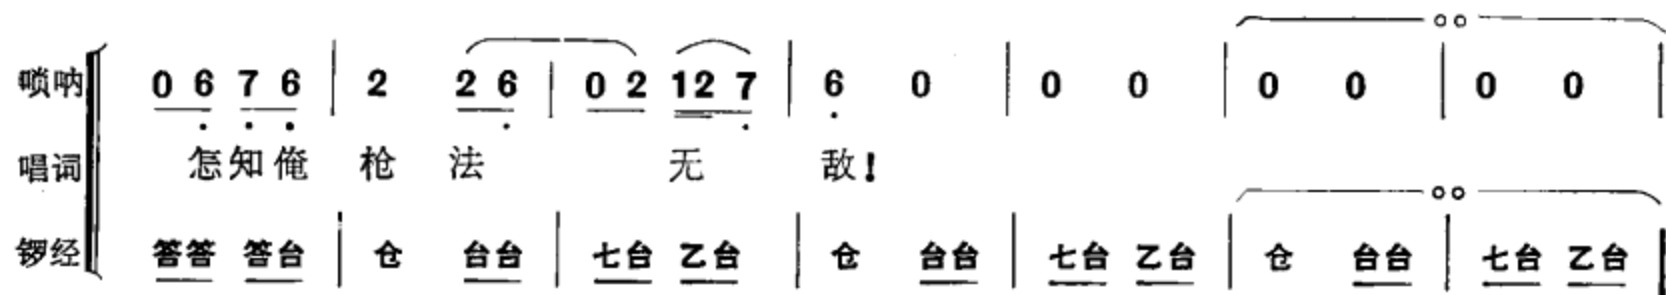 唢呐 0 6 7 6 | 2 2 6 | 0 2 12 7 | 6 0 | 0 0 | 0 0 | 0 0 |
唱词 怎知俺 枪 法 无 敌！
锣经 答答 答台 | 仓 台台 | 七台 乙台 | 仓 台台 | 七台 乙台 | 仓 台台 | 七台 乙台 |